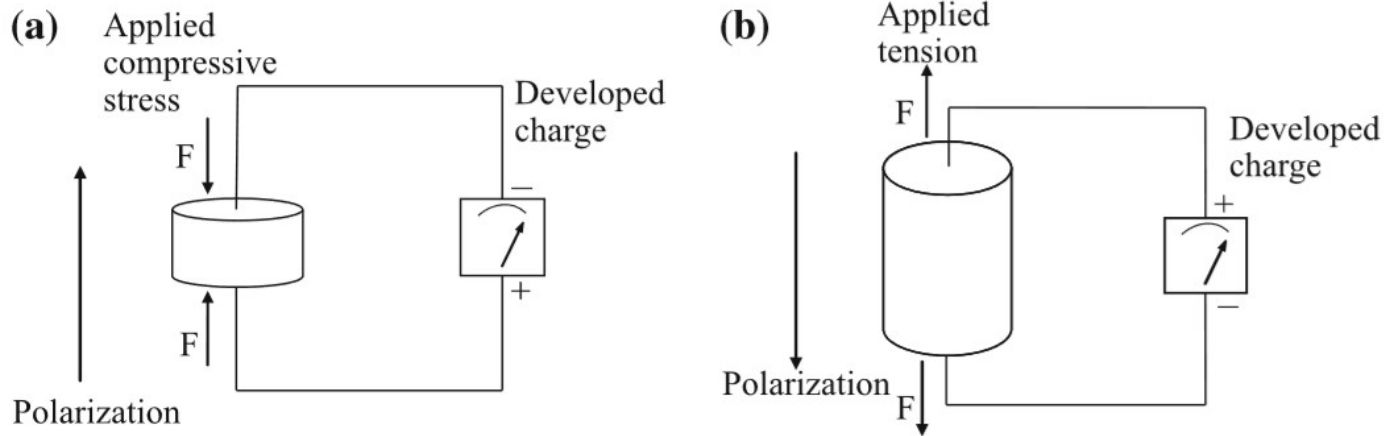 (a)
Applied
compressive
stress
F
Developed
charge
−
+
F
Polarization
(b)
Applied
tension
F
Developed
charge
+
−
Polarization
F